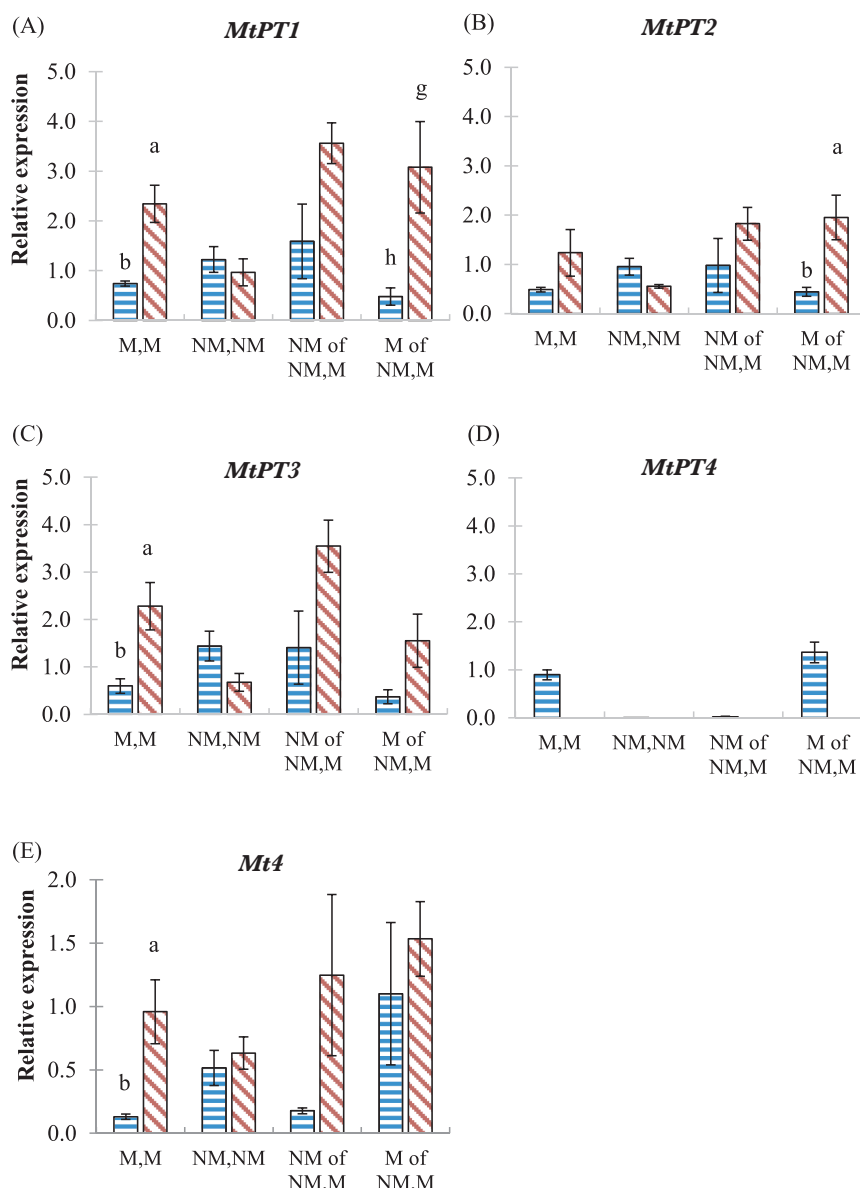 (A)
MtPT1
Relative expression
5.0
4.0
3.0
2.0
1.0
0.0
b
a
h
g
M,M
NM,NM
NM of
NM,M
M of
NM,M
(B)
MtPT2
5.0
4.0
3.0
2.0
1.0
0.0
b
a
M,M
NM,NM
NM of
NM,M
M of
NM,M
(C)
MtPT3
Relative expression
5.0
4.0
3.0
2.0
1.0
0.0
b
a
M,M
NM,NM
NM of
NM,M
M of
NM,M
(D)
MtPT4
5.0
4.0
3.0
2.0
1.0
0.0
M,M
NM,NM
NM of
NM,M
M of
NM,M
(E)
Mt4
Relative expression
2.0
1.5
1.0
0.5
0.0
b
a
M,M
NM,NM
NM of
NM,M
M of
NM,M